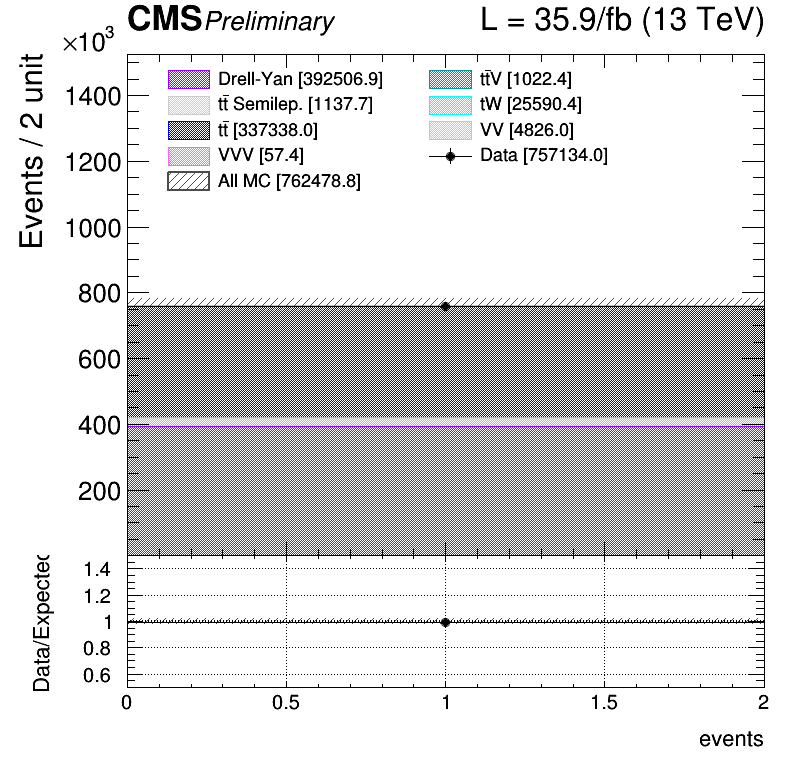 CMS Preliminary L = 35.9/fb (13 TeV)
×10³
Events / 2 unit
Drell-Yan [392506.9]
tt̄ Semilep. [1137.7]
tt̄ [337338.0]
VVV [57.4]
All MC [762478.8]
tt̄V [1022.4]
tW [25590.4]
VV [4826.0]
Data [757134.0]
1400
1200
1000
800
600
400
200
Data/Expected
1.4
1.2
1
0.8
0.6
0 0.5 1 1.5 2
events